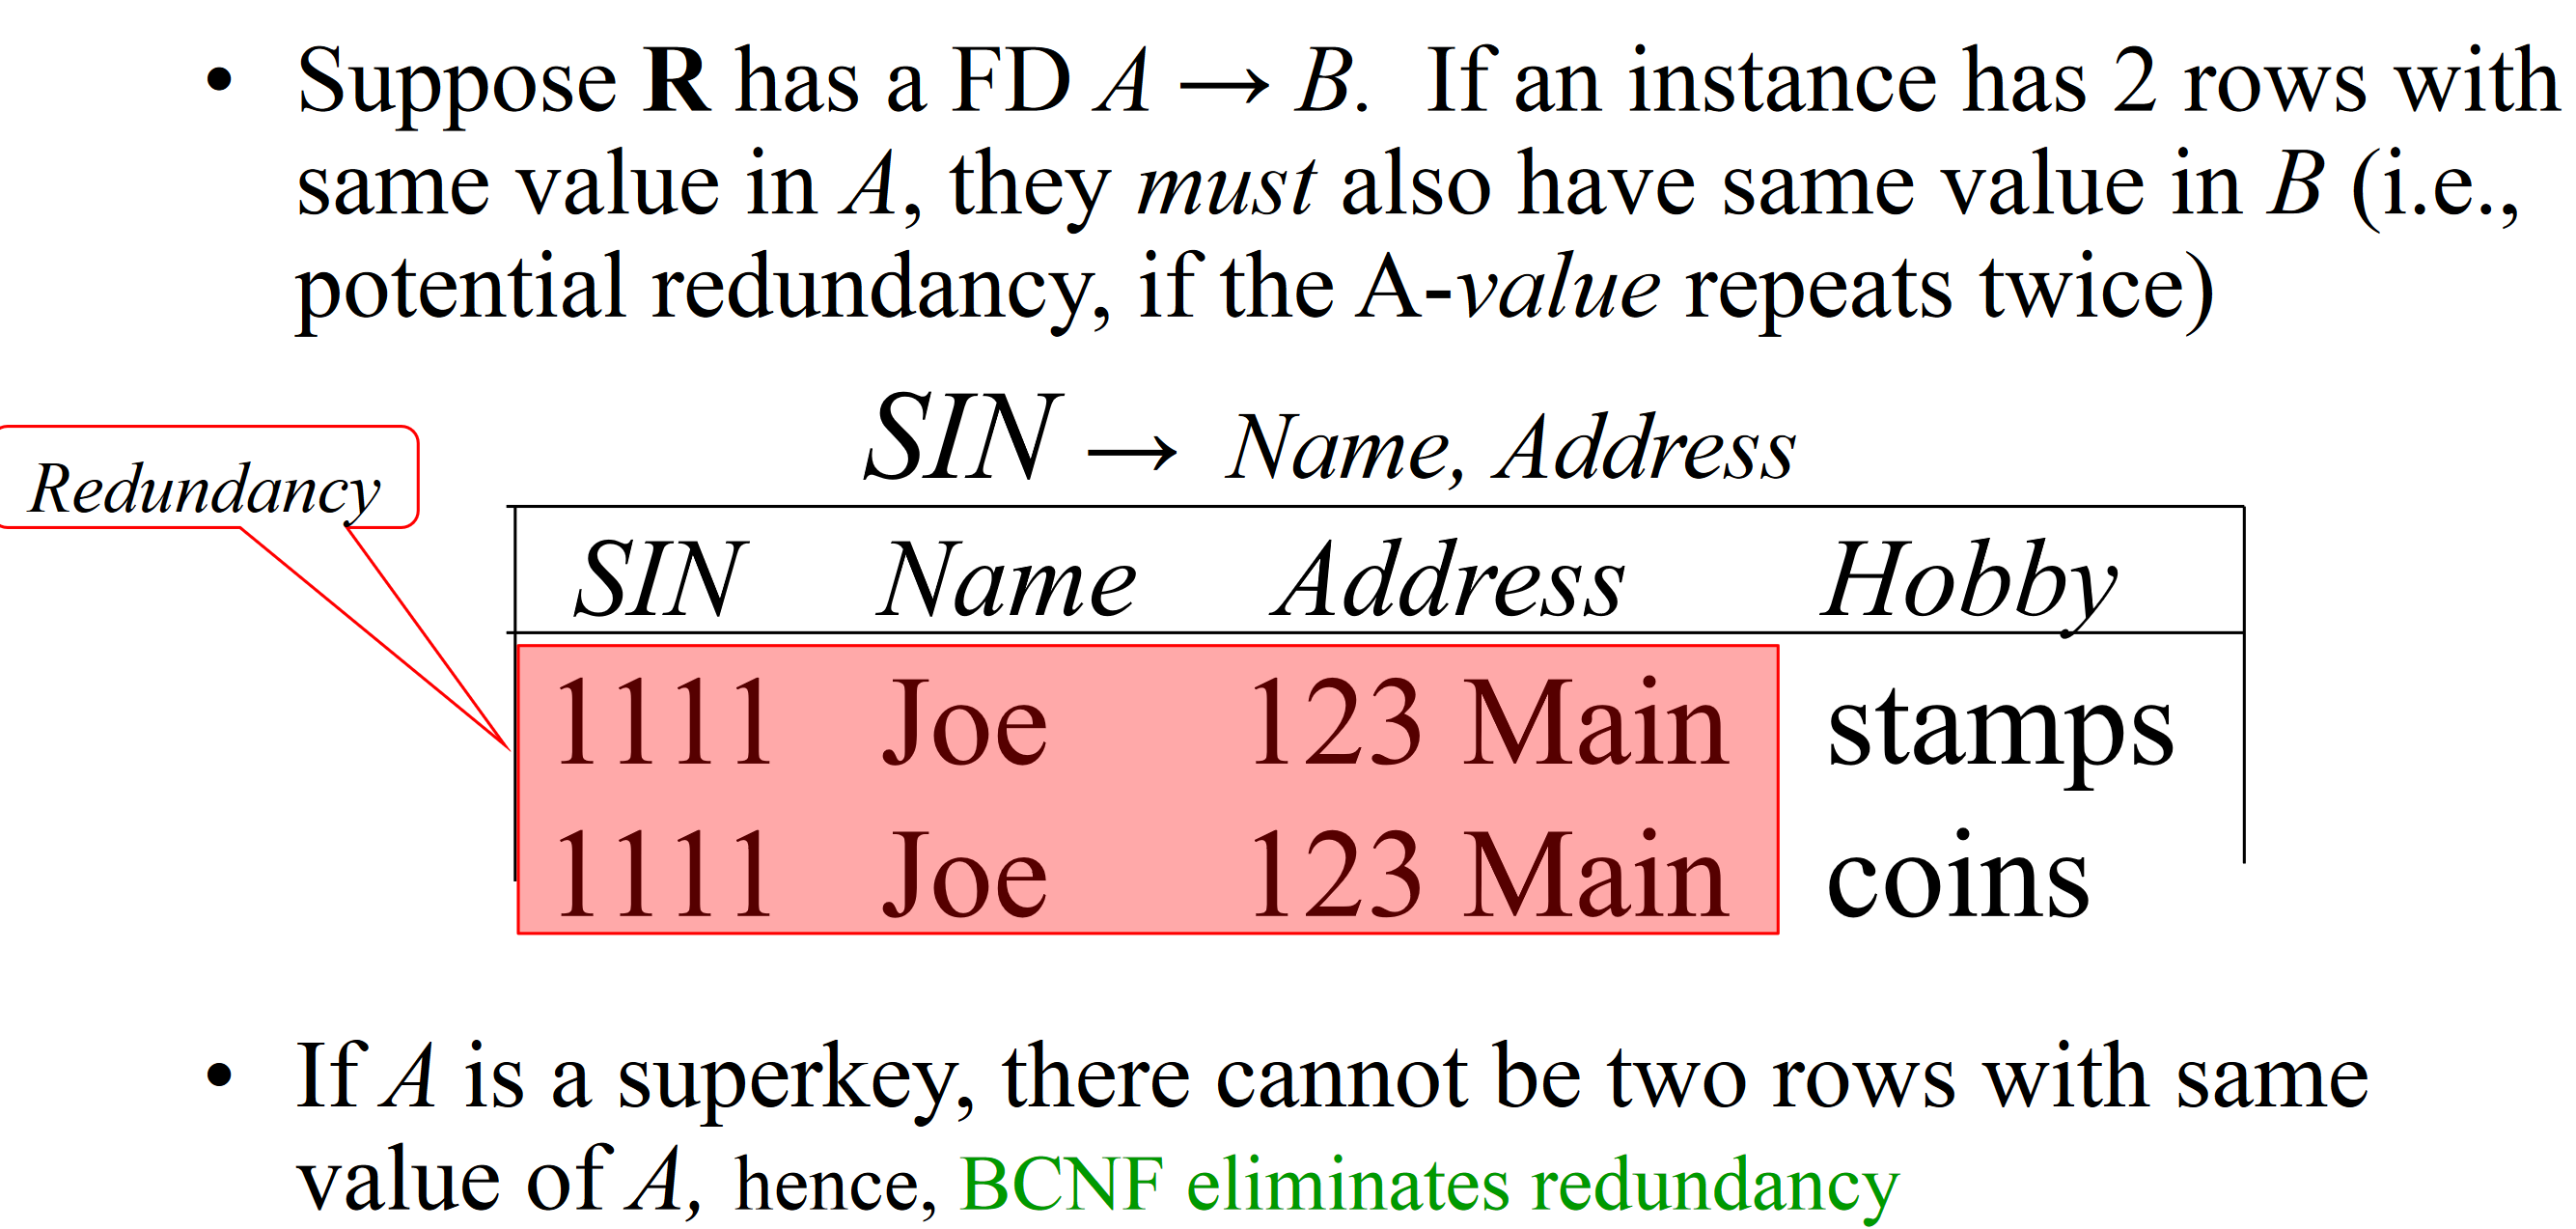 • Suppose R has a FD A → B. If an instance has 2 rows with
same value in A, they must also have same value in B (i.e.,
potential redundancy, if the A-value repeats twice)
SIN → Name, Address
Redundancy
SIN Name Address Hobby
1111 Joe 123 Main stamps
1111 Joe 123 Main coins
• If A is a superkey, there cannot be two rows with same
value of A, hence, BCNF eliminates redundancy